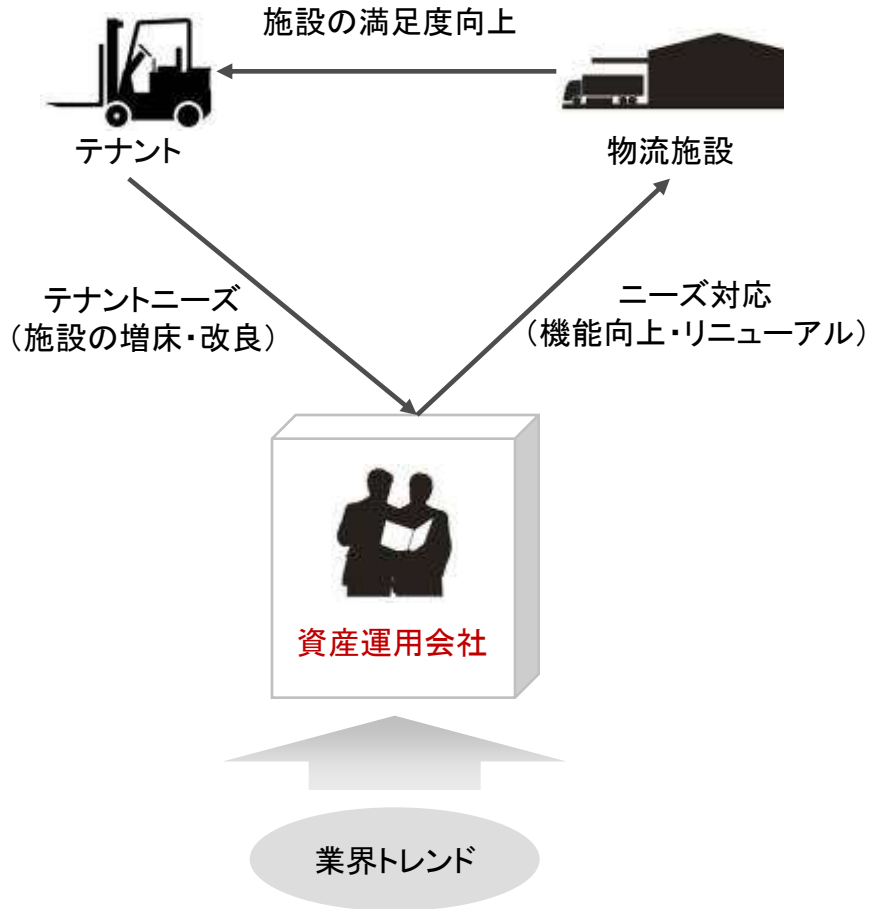 施設の満足度向上
テナント
物流施設
テナントニーズ
（施設の増床・改良）
ニーズ対応
（機能向上・リニューアル）
資産運用会社
業界トレンド